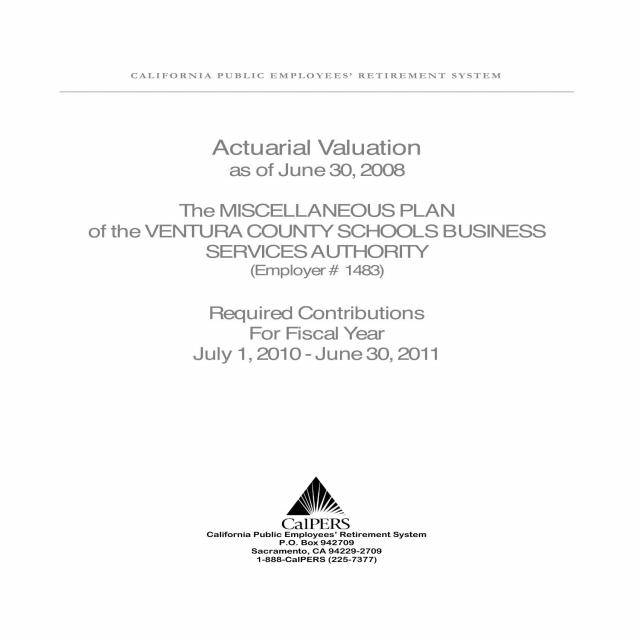 CALIFORNIA PUBLIC EMPLOYEES' RETIREMENT SYSTEM
Actuarial Valuation
as of June 30, 2008
The MISCELLANEOUS PLAN
of the VENTURA COUNTY SCHOOLS BUSINESS
SERVICES AUTHORITY
(Employer # 1483)
Required Contributions
For Fiscal Year
July 1, 2010 - June 30, 2011
CalPERS
California Public Employees' Retirement System
P.O. Box 942709
Sacramento, CA 94229-2709
1-888-CalPERS (225-7377)